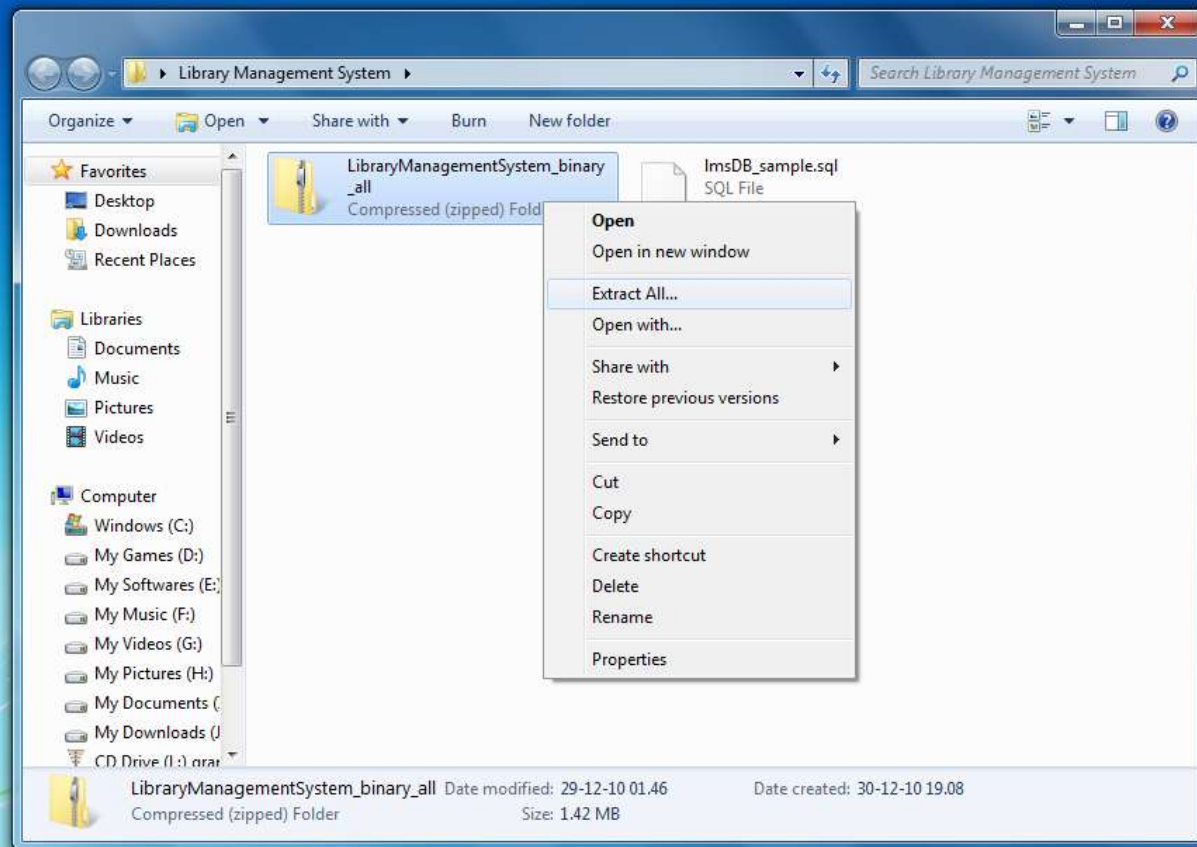 Library Management System
Search Library Management System
Organize Open Share with Burn New folder
Favorites
Desktop
Downloads
Recent Places
Libraries
Documents
Music
Pictures
Videos
Computer
Windows (C:)
My Games (D:)
My Softwares (E:)
My Music (F:)
My Videos (G:)
My Pictures (H:)
My Documents (
My Downloads (J
CD Drive (L:)
LibraryManagementSystem_binary
_all
Compressed (zipped) Fold
lmsDB_sample.sql
SQL File
Open
Open in new window
Extract All...
Open with...
Share with
Restore previous versions
Send to
Cut
Copy
Create shortcut
Delete
Rename
Properties
LibraryManagementSystem_binary_all Date modified: 29-12-10 01.46 Date created: 30-12-10 19.08
Compressed (zipped) Folder Size: 1.42 MB